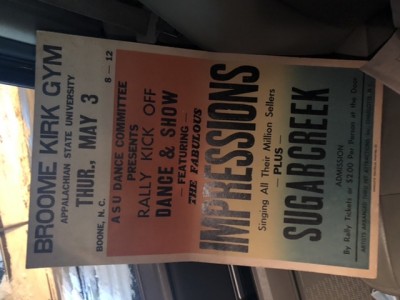 BROOME KIRK GYM
APPALACHIAN STATE UNIVERSITY
THUR., MAY 3
BOONE, N. C.
8 – 12
ASU DANCE COMMITTEE
PRESENTS
RALLY KICK OFF
DANCE & SHOW
— FEATURING —
THE FABULOUS
IMPRESSIONS
Singing All Their Million Sellers
— PLUS —
SUGARCREEK
ADMISSION
By Rally Tickets or $2.00 Per Person at the Door